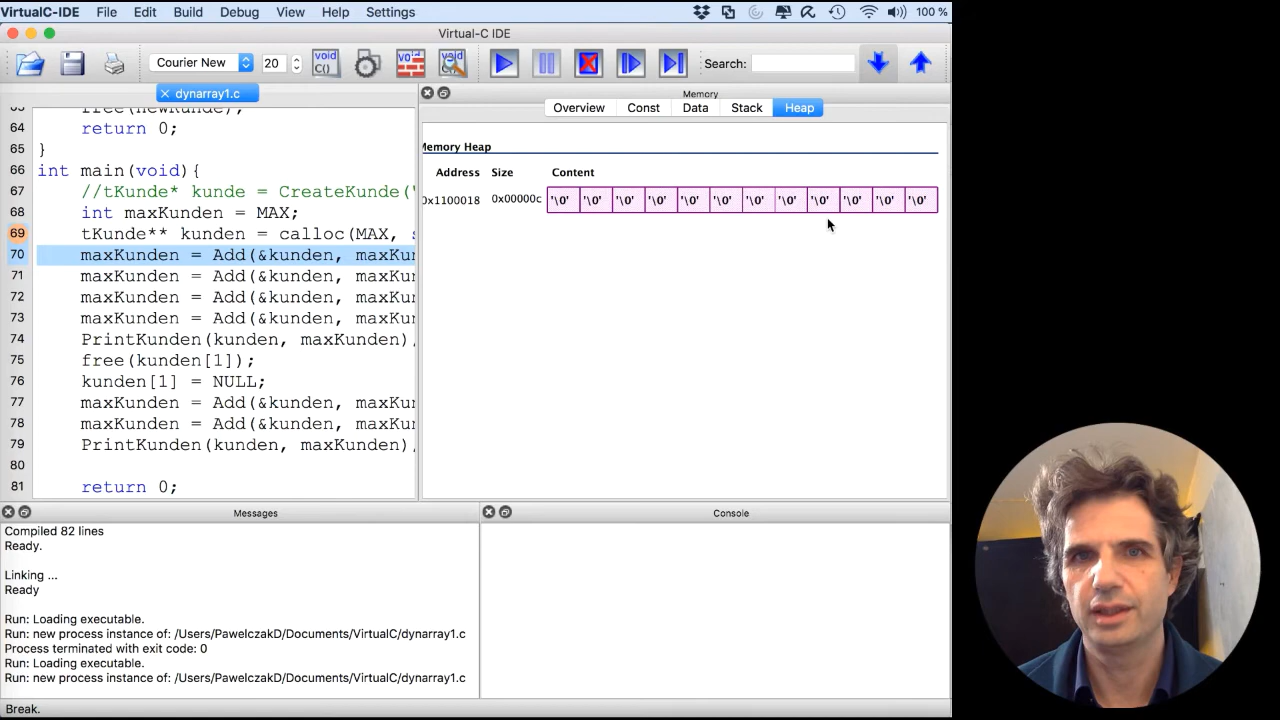 VirtualC-IDE File Edit Build Debug View Help Settings 100 %
Virtual-C IDE
Courier New 20 void C() void void Search:
dynarray1.c
Memory
Overview Const Data Stack Heap
free(newKunde);
64 return 0;
65 }
66 int main(void){
67 //tKunde* kunde = CreateKunde("
68 int maxKunden = MAX;
69 tKunde** kunden = calloc(MAX, s
70 maxKunden = Add(&kunden, maxKun
71 maxKunden = Add(&kunden, maxKun
72 maxKunden = Add(&kunden, maxKun
73 maxKunden = Add(&kunden, maxKun
74 PrintKunden(kunden, maxKunden)
75 free(kunden[1]);
76 kunden[1] = NULL;
77 maxKunden = Add(&kunden, maxKun
78 maxKunden = Add(&kunden, maxKun
79 PrintKunden(kunden, maxKunden)
80
81 return 0;
Memory Heap
Address Size Content
0x1100018 0x00000c '\0' '\0' '\0' '\0' '\0' '\0' '\0' '\0' '\0' '\0' '\0' '\0'
Messages
Compiled 82 lines
Ready.
Linking ...
Ready
Run: Loading executable.
Run: new process instance of: /Users/PawelczakD/Documents/VirtualC/dynarray1.c
Process terminated with exit code: 0
Run: Loading executable.
Run: new process instance of: /Users/PawelczakD/Documents/VirtualC/dynarray1.c
Console
Break.